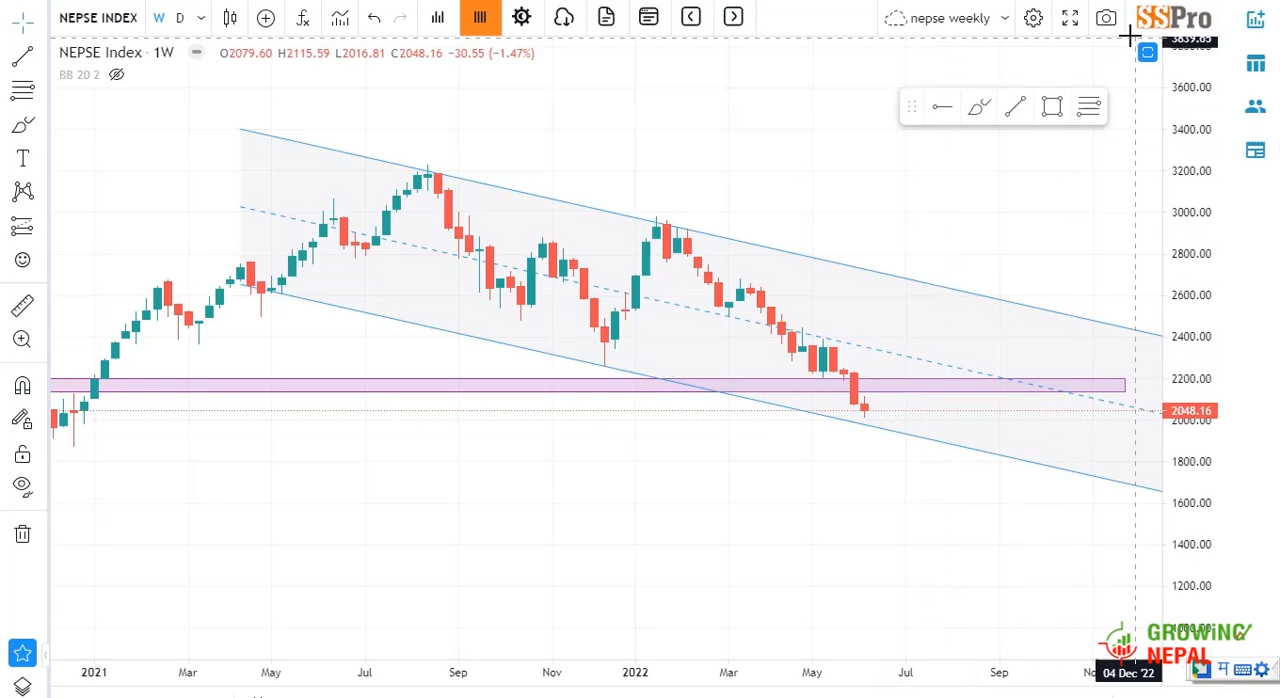 NEPSE INDEX W D nepse weekly SSPro
NEPSE Index · 1W O2079.60 H2115.59 L2016.81 C2048.16 −30.55 (−1.47%)
BB 20 2
3600.00
3400.00
3200.00
3000.00
2800.00
2600.00
2400.00
2200.00
2048.16
2000.00
1800.00
1600.00
1400.00
1200.00
GROWING
NEPAL
2021 Mar May Jul Sep Nov 2022 Mar May Jul Sep 04 Dec '22